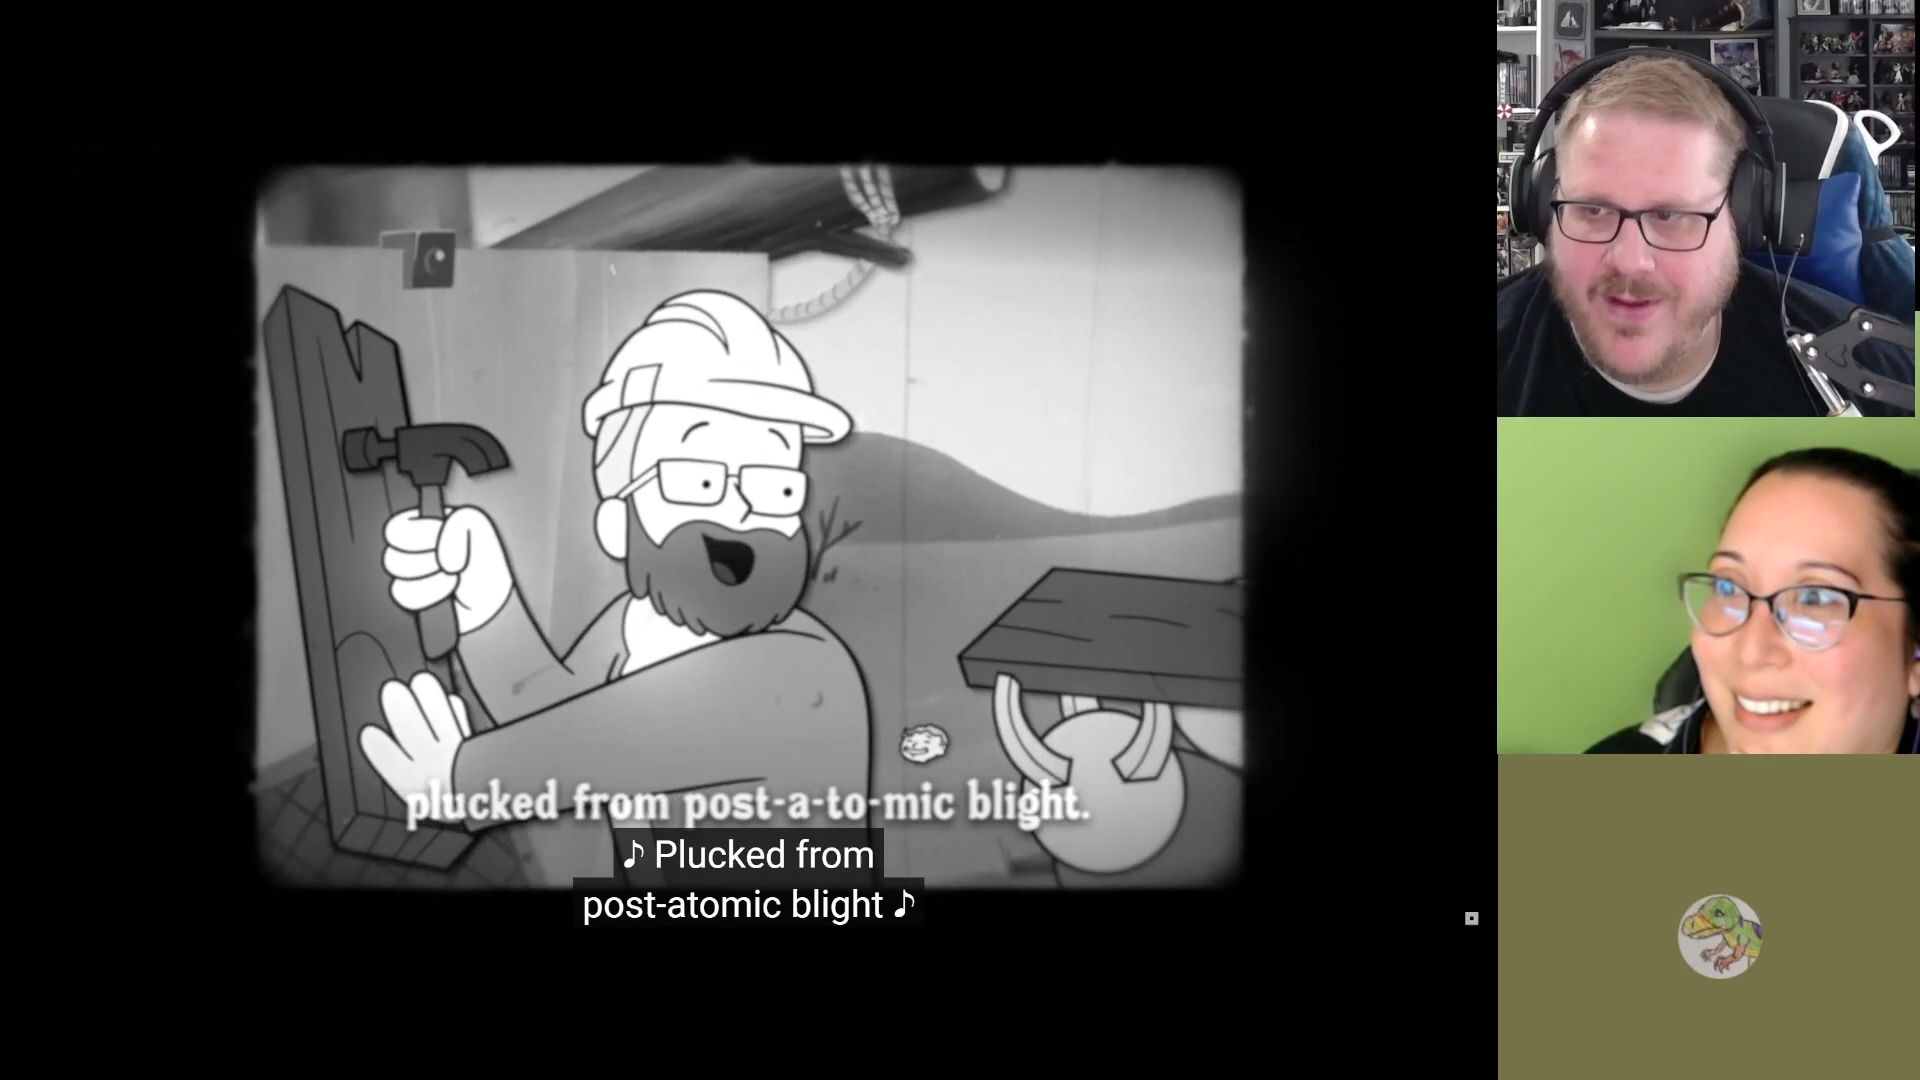 plucked from post-a-to-mic blight.
♪ Plucked from
post-atomic blight ♪